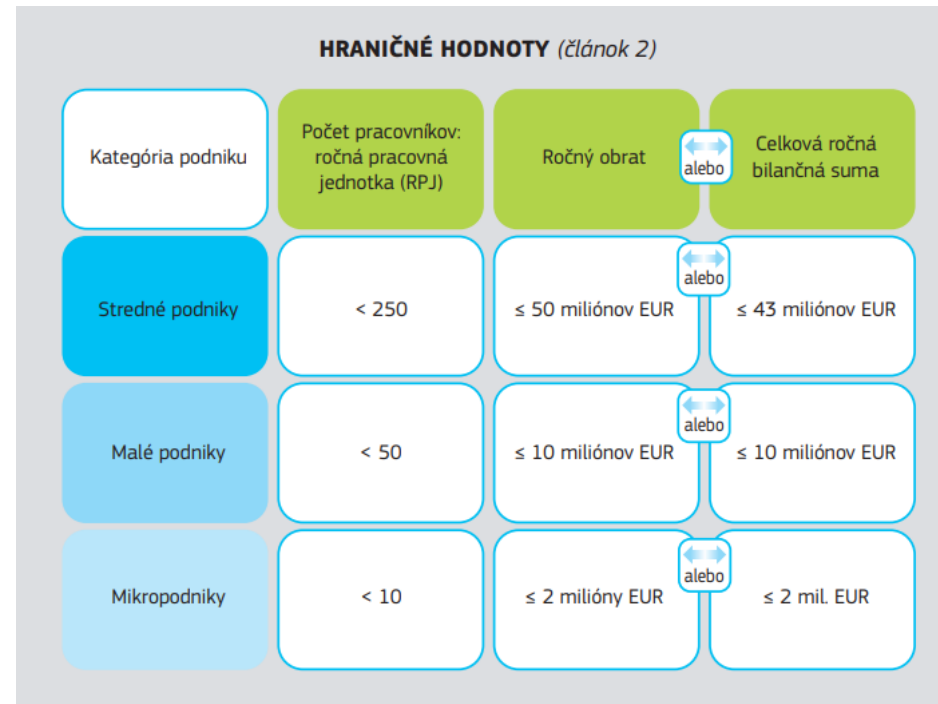 HRANIČNÉ HODNOTY (článok 2)
Kategória podniku
Počet pracovníkov:
ročná pracovná
jednotka (RPJ)
Ročný obrat
alebo
Celková ročná
bilančná suma
Stredné podniky
< 250
≤ 50 miliónov EUR
alebo
≤ 43 miliónov EUR
Malé podniky
< 50
≤ 10 miliónov EUR
alebo
≤ 10 miliónov EUR
Mikropodniky
< 10
≤ 2 milióny EUR
alebo
≤ 2 mil. EUR